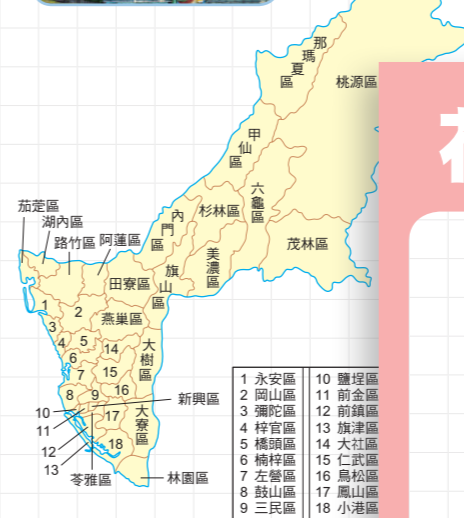 那瑪夏區
桃源區
甲仙區
六龜區
杉林區
內門區
茄萣區
湖內區
路竹區
阿蓮區
美濃區
茂林區
田寮區
旗山區
燕巢區
大樹區
大寮區
新興區
苓雅區
林園區
1
2
3
4
5
6
7
8
9
10
11
12
13
14
15
16
17
18
1 永安區 10 鹽埕區
2 岡山區 11 前金區
3 彌陀區 12 前鎮區
4 梓官區 13 旗津區
5 橋頭區 14 大社區
6 楠梓區 15 仁武區
7 左營區 16 鳥松區
8 鼓山區 17 鳳山區
9 三民區 18 小港區